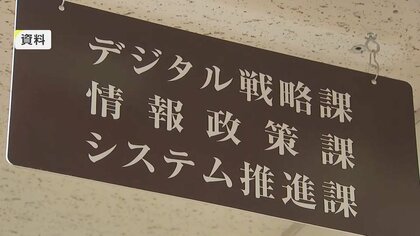 資料
デジタル戦略課
情報政策課
システム推進課